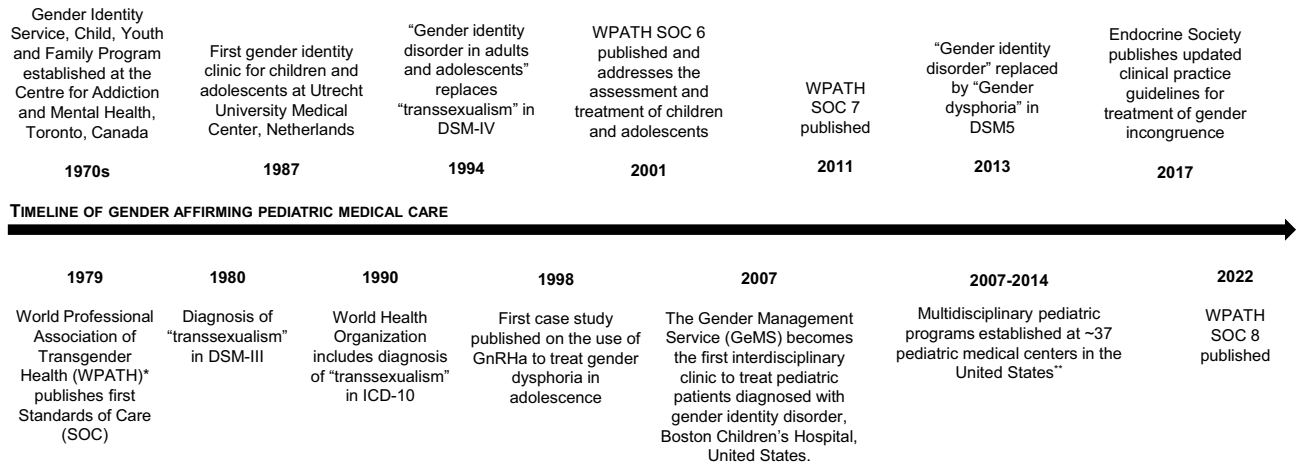 Gender Identity
Service, Child, Youth
and Family Program
established at the
Centre for Addiction
and Mental Health,
Toronto, Canada
1970s
First gender identity
clinic for children and
adolescents at Utrecht
University Medical
Center, Netherlands
1987
“Gender identity
disorder in adults
and adolescents”
replaces
“transsexualism” in
DSM-IV
1994
WPATH SOC 6
published and
addresses the
assessment and
treatment of children
and adolescents
2001
WPATH
SOC 7
published
2011
“Gender identity
disorder” replaced
by “Gender
dysphoria” in
DSM5
2013
Endocrine Society
publishes updated
clinical practice
guidelines for
treatment of gender
incongruence
2017
TIMELINE OF GENDER AFFIRMING PEDIATRIC MEDICAL CARE
1979
World Professional
Association of
Transgender
Health (WPATH)*
publishes first
Standards of Care
(SOC)
1980
Diagnosis of
“transsexualism”
in DSM-III
1990
World Health
Organization
includes diagnosis
of “transsexualism”
in ICD-10
1998
First case study
published on the use of
GnRHa to treat gender
dysphoria in
adolescence
2007
The Gender Management
Service (GeMS) becomes
the first interdisciplinary
clinic to treat pediatric
patients diagnosed with
gender identity disorder,
Boston Children’s Hospital,
United States.
2007-2014
Multidisciplinary pediatric
programs established at ~37
pediatric medical centers in the
United States**
2022
WPATH
SOC 8
published